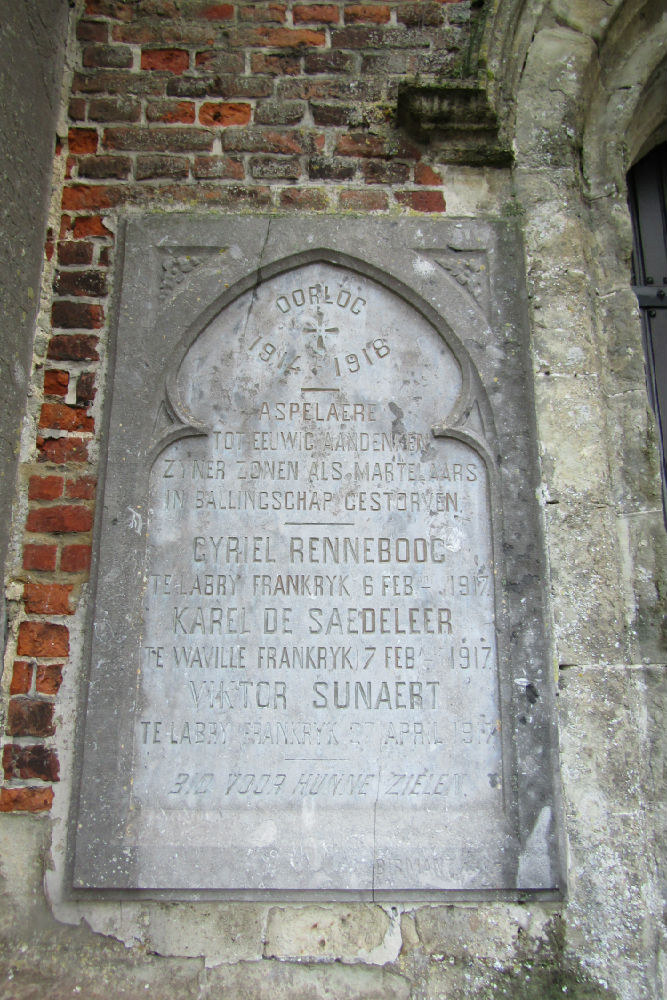 OORLOG
1914 1918
ASPELAERE
TOT EEUWIG AANDENKEN
ZYNER ZONEN ALS MARTELAARS
IN BALLINGSCHAP GESTORVEN.
CYRIEL RENNEBOOG
TE LABRY FRANKRYK 6 FEB. 1917.
KAREL DE SAEDELEER
TE WAVILLE FRANKRYK 7 FEB. 1917.
VIKTOR SUNAERT
TE LABRY FRANKRYK 27 APRIL 1917.
BID VOOR HUNNE ZIELEN.